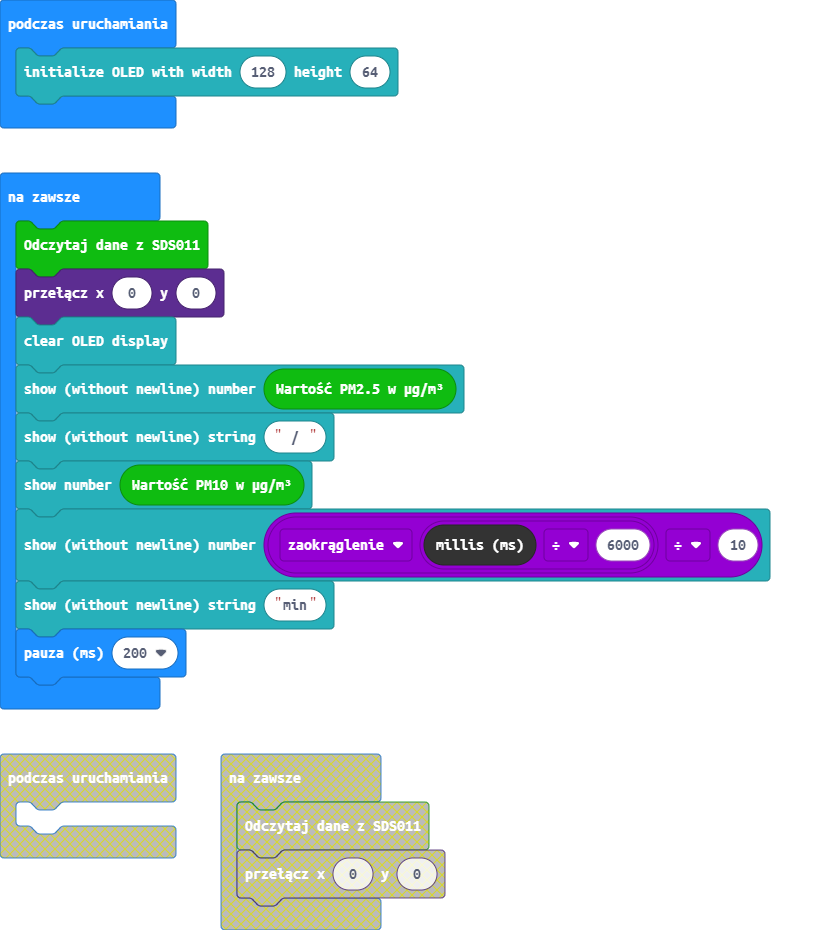 podczas uruchamiania
initialize OLED with width 128 height 64
na zawsze
Odczytaj dane z SDS011
przełącz x 0 y 0
clear OLED display
show (without newline) number Wartość PM2.5 w µg/m³
show (without newline) string " / "
show number Wartość PM10 w µg/m³
show (without newline) number zaokrąglenie millis (ms) ÷ 6000 ÷ 10
show (without newline) string "min"
pauza (ms) 200
podczas uruchamiania
na zawsze
Odczytaj dane z SDS011
przełącz x 0 y 0